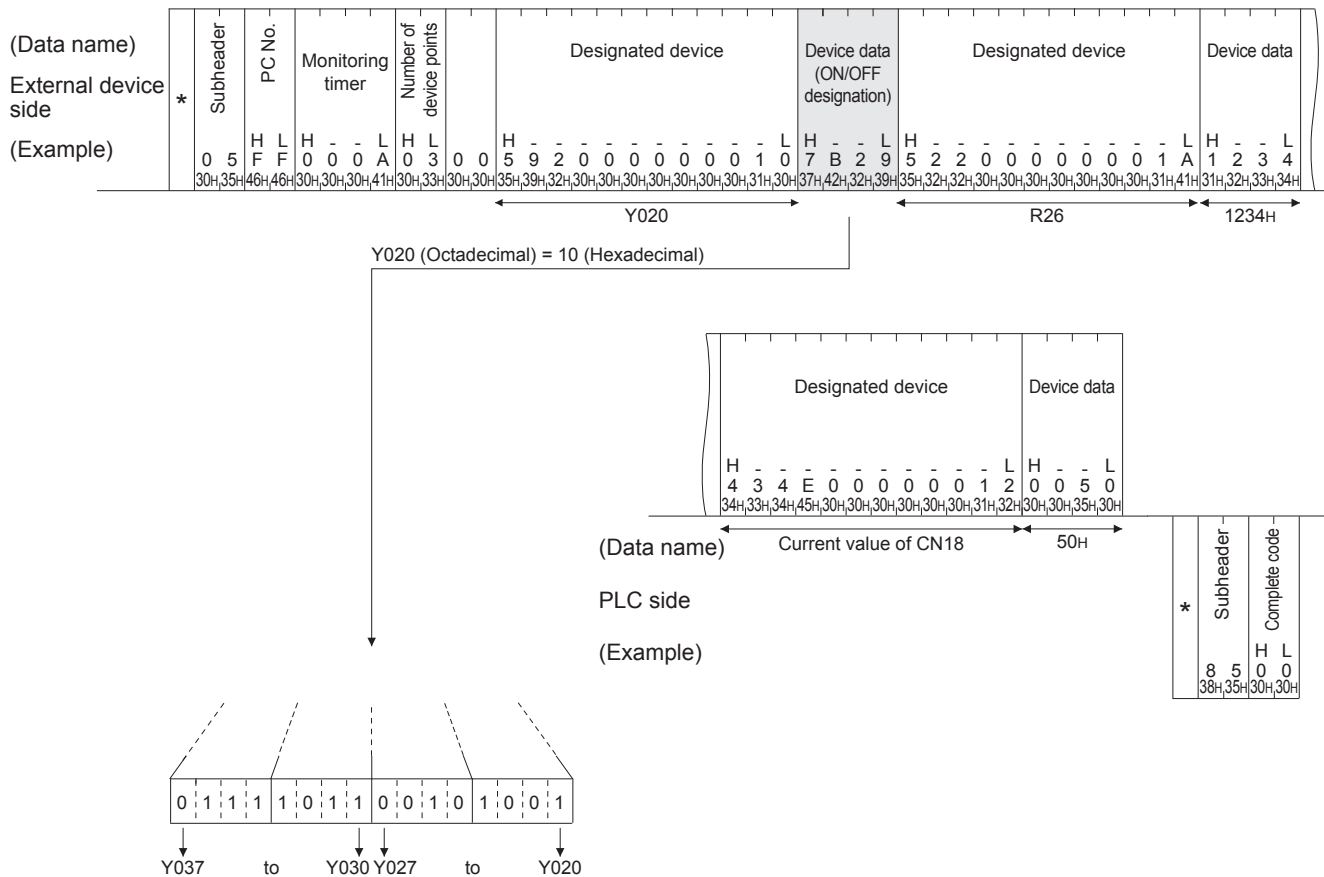 (Data name)
External device side
(Example)
*
Subheader
0 5
30H,35H
PC No.
H L
F F
46H,46H
Monitoring timer
H - - L
0 0 0 A
30H,30H,30H,41H
Number of device points
H L
0 3
30H,33H
0 0
30H,30H
Designated device
H - - - - - - - - - - L
5 9 2 0 0 0 0 0 0 0 1 0
35H,39H,32H,30H,30H,30H,30H,30H,30H,30H,31H,30H
Device data (ON/OFF designation)
H - - L
7 B 2 9
37H,42H,32H,39H
Designated device
H - - - - - - - - - - L
5 2 2 0 0 0 0 0 0 0 1 A
35H,32H,32H,30H,30H,30H,30H,30H,30H,30H,31H,41H
Device data
H - - L
1 2 3 4
31H,32H,33H,34H
Y020
R26
1234H
Y020 (Octadecimal) = 10 (Hexadecimal)
Designated device
H - - - - - - - - - - L
4 3 4 E 0 0 0 0 0 0 1 2
34H,33H,34H,45H,30H,30H,30H,30H,30H,30H,31H,32H
Device data
H - - L
0 0 5 0
30H,30H,35H,30H
Current value of CN18
50H
(Data name)
PLC side
(Example)
*
Subheader
8 5
38H,35H
Complete code
H L
0 0
30H,30H
0 1 1 1 1 0 1 1 0 0 1 0 1 0 0 1
Y037 to Y030 Y027 to Y020